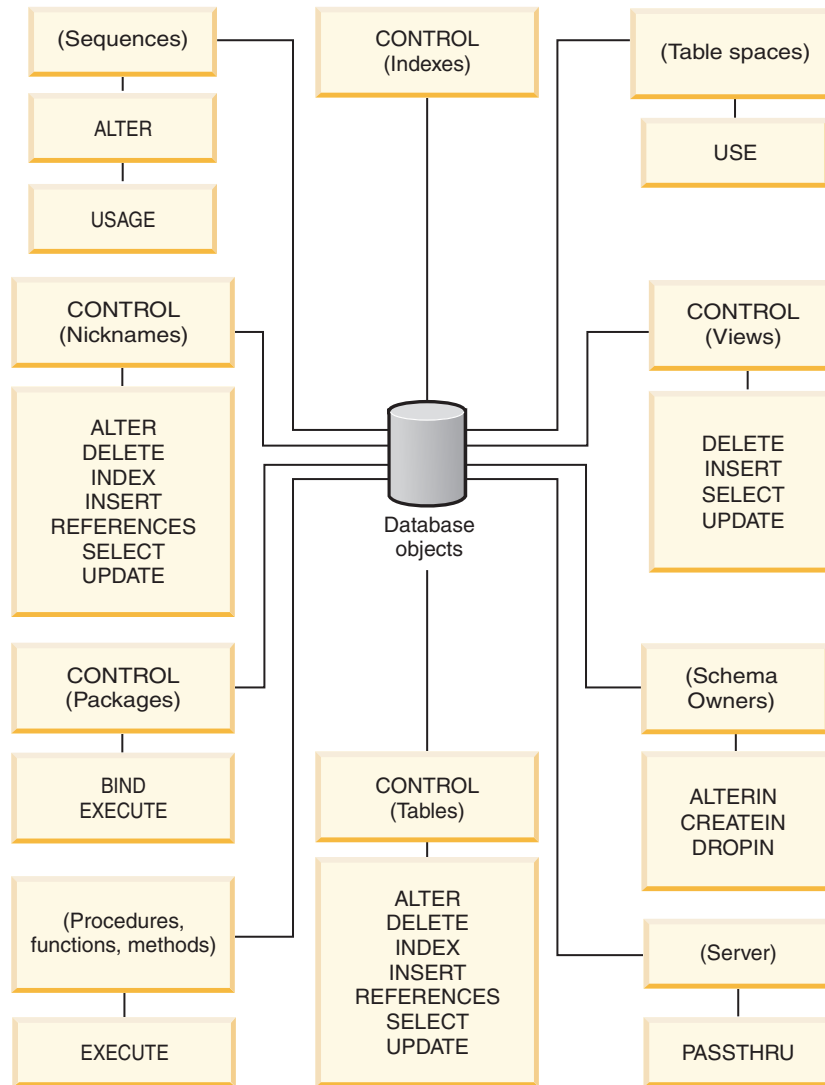 (Sequences)
ALTER
USAGE
CONTROL
(Indexes)
(Table spaces)
USE
CONTROL
(Nicknames)
ALTER
DELETE
INDEX
INSERT
REFERENCES
SELECT
UPDATE
CONTROL
(Views)
DELETE
INSERT
SELECT
UPDATE
Database
objects
CONTROL
(Packages)
BIND
EXECUTE
(Schema
Owners)
ALTERIN
CREATEIN
DROPIN
CONTROL
(Tables)
ALTER
DELETE
INDEX
INSERT
REFERENCES
SELECT
UPDATE
(Procedures,
functions, methods)
EXECUTE
(Server)
PASSTHRU